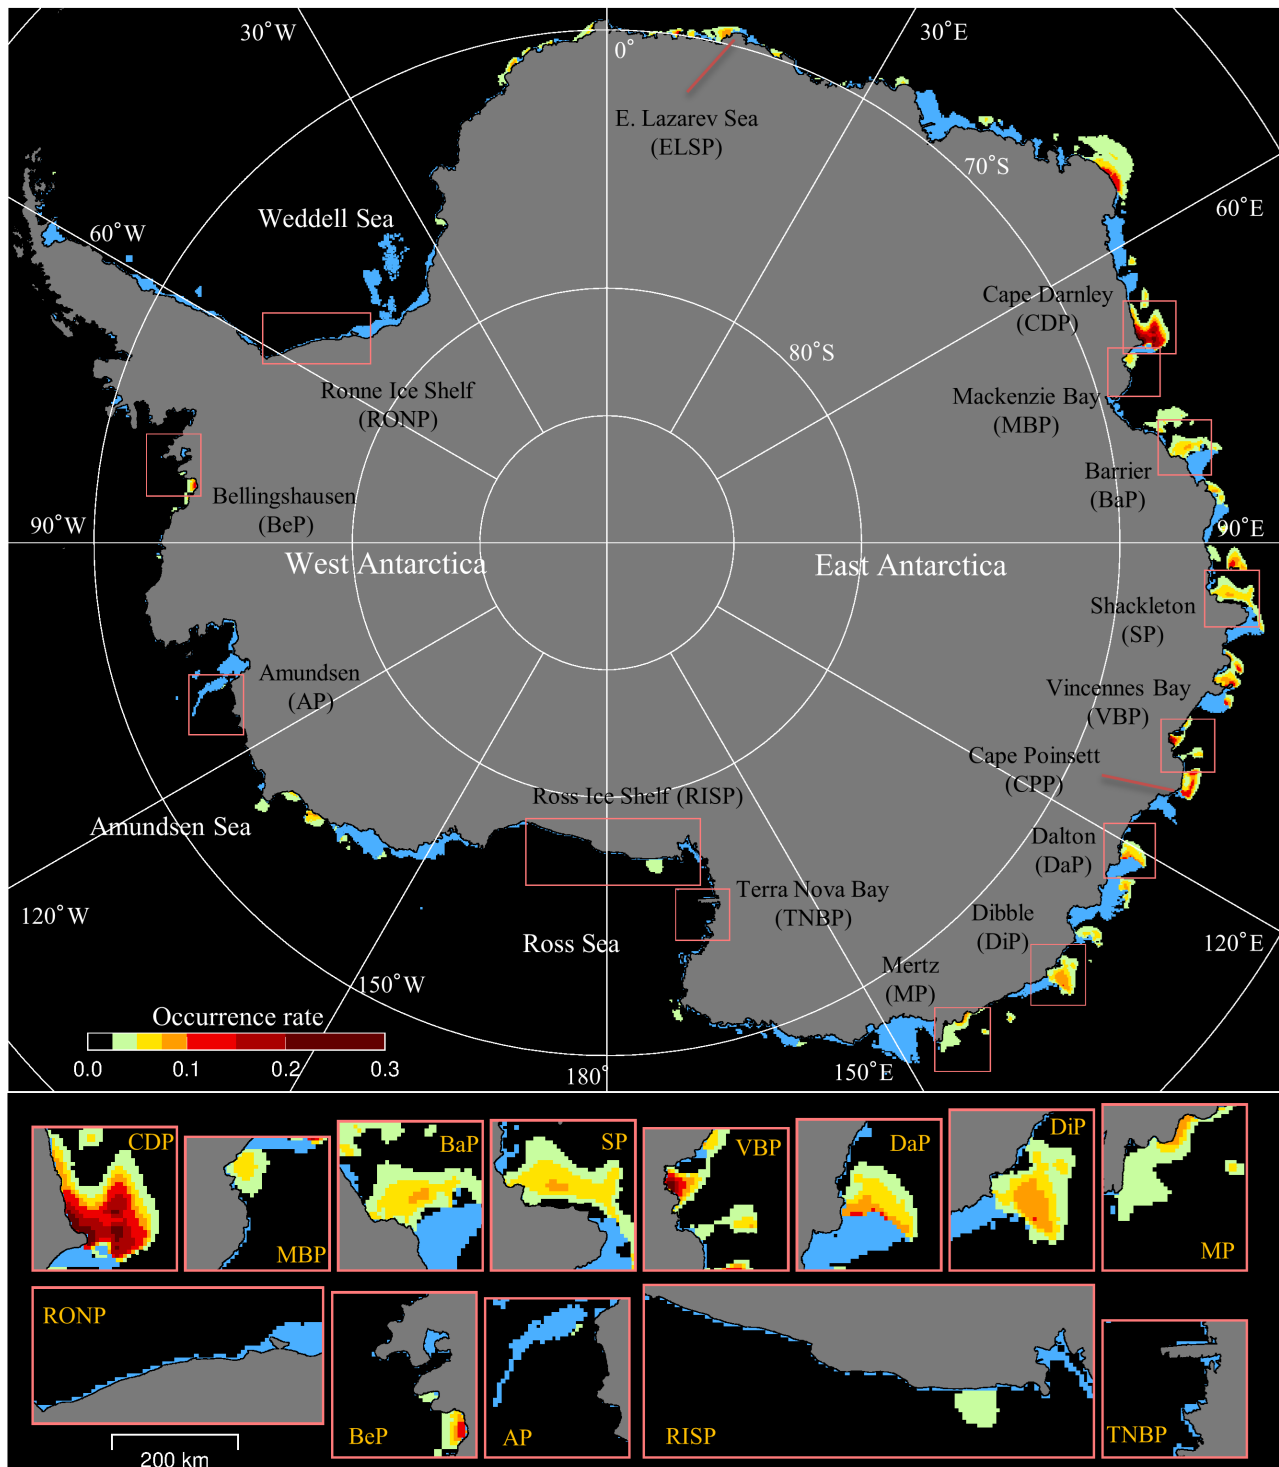 30˚W
30˚E
0˚
E. Lazarev Sea
(ELSP)
70˚S
60˚E
Weddell Sea
60˚W
Cape Darnley
(CDP)
80˚S
Ronne Ice Shelf
(RONP)
Mackenzie Bay
(MBP)
Barrier
(BaP)
Bellingshausen
(BeP)
90˚W
90˚E
West Antarctica
East Antarctica
Shackleton
(SP)
Amundsen
(AP)
Vincennes Bay
(VBP)
Cape Poinsett
(CPP)
Ross Ice Shelf (RISP)
Amundsen Sea
Dalton
(DaP)
Terra Nova Bay
(TNBP)
120˚W
Dibble
(DiP)
Ross Sea
120˚E
Mertz
(MP)
150˚W
Occurrence rate
0.0 0.1 0.2 0.3
180˚
150˚E
CDP
MBP
BaP
SP
VBP
DaP
DiP
MP
RONP
BeP
AP
RISP
TNBP
200 km